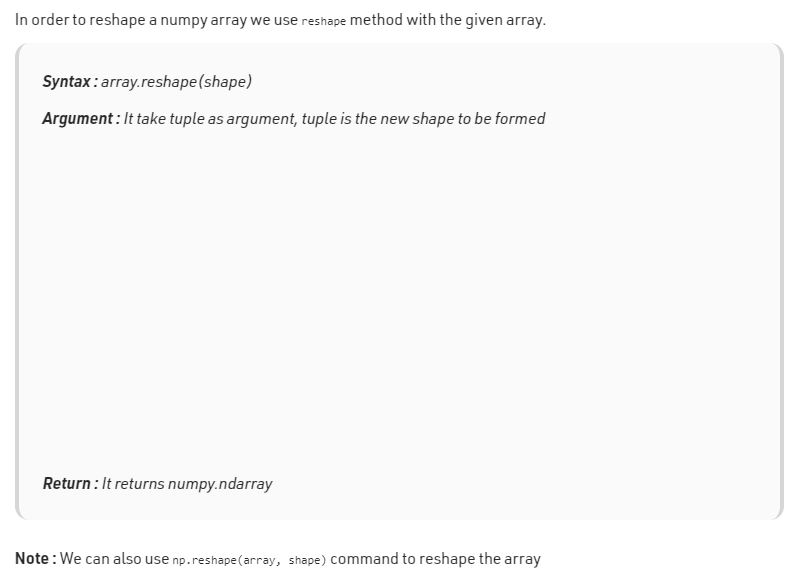 In order to reshape a numpy array we use reshape method with the given array.
Syntax : array.reshape(shape)
Argument : It take tuple as argument, tuple is the new shape to be formed
Return : It returns numpy.ndarray
Note : We can also use np.reshape(array, shape) command to reshape the array